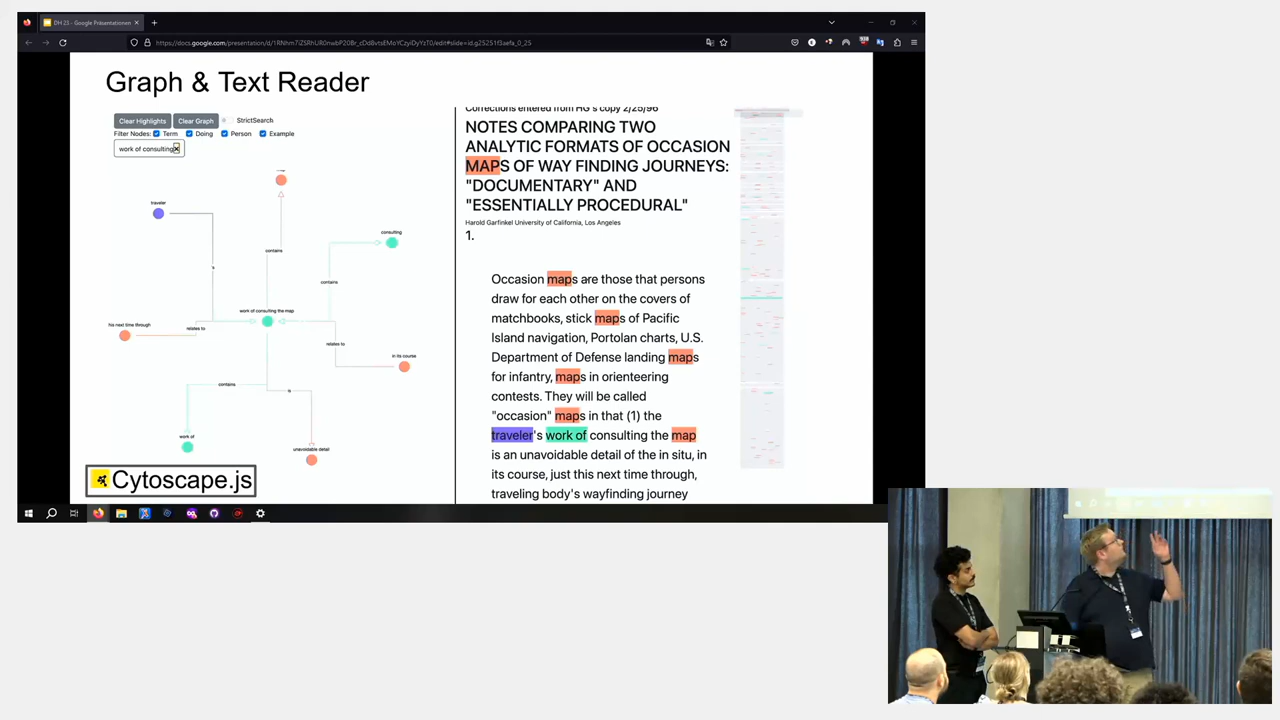 DH 23 - Google Präsentationen
Graph & Text Reader
Clear Highlights
Clear Graph
StrictSearch
Filter Nodes: Term Doing Person Example
work of consulting
traveler
contains
consulting
is
contains
work of consulting the map
his next time through
relates to
relates to
in its course
contains
is
work of
unavoidable detail
Cytoscape.js
Corrections entered from HG's copy 2/25/96
NOTES COMPARING TWO
ANALYTIC FORMATS OF OCCASION
MAPS OF WAY FINDING JOURNEYS:
"DOCUMENTARY" AND
"ESSENTIALLY PROCEDURAL"
Harold Garfinkel University of California, Los Angeles
1.
Occasion maps are those that persons
draw for each other on the covers of
matchbooks, stick maps of Pacific
Island navigation, Portolan charts, U.S.
Department of Defense landing maps
for infantry, maps in orienteering
contests. They will be called
"occasion" maps in that (1) the
traveler's work of consulting the map
is an unavoidable detail of the in situ, in
its course, just this next time through,
traveling body's wayfinding journey